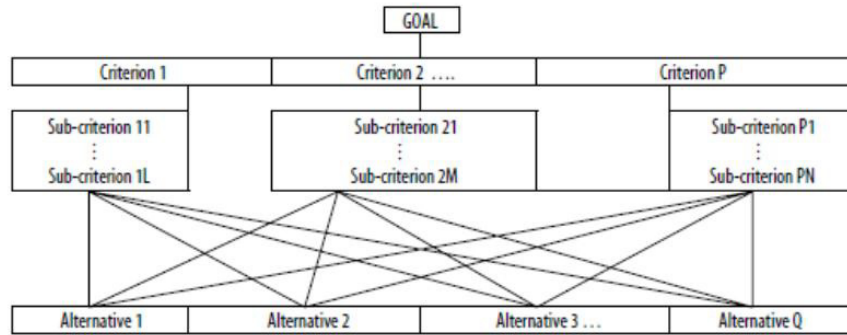 GOAL
Criterion 1 Criterion 2 .... Criterion P
Sub-criterion 11 Sub-criterion 21 Sub-criterion P1
⋮ ⋮ ⋮
Sub-criterion 1L Sub-criterion 2M Sub-criterion PN
Alternative 1 Alternative 2 Alternative 3 ... Alternative Q